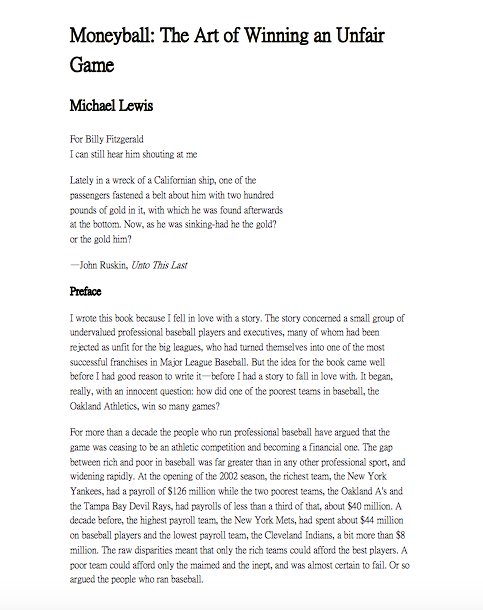 Moneyball: The Art of Winning an Unfair
Game
Michael Lewis
For Billy Fitzgerald
I can still hear him shouting at me
Lately in a wreck of a Californian ship, one of the
passengers fastened a belt about him with two hundred
pounds of gold in it, with which he was found afterwards
at the bottom. Now, as he was sinking-had he the gold?
or the gold him?
—John Ruskin, Unto This Last
Preface
I wrote this book because I fell in love with a story. The story concerned a small group of
undervalued professional baseball players and executives, many of whom had been
rejected as unfit for the big leagues, who had turned themselves into one of the most
successful franchises in Major League Baseball. But the idea for the book came well
before I had good reason to write it—before I had a story to fall in love with. It began,
really, with an innocent question: how did one of the poorest teams in baseball, the
Oakland Athletics, win so many games?
For more than a decade the people who run professional baseball have argued that the
game was ceasing to be an athletic competition and becoming a financial one. The gap
between rich and poor in baseball was far greater than in any other professional sport, and
widening rapidly. At the opening of the 2002 season, the richest team, the New York
Yankees, had a payroll of $126 million while the two poorest teams, the Oakland A's and
the Tampa Bay Devil Rays, had payrolls of less than a third of that, about $40 million. A
decade before, the highest payroll team, the New York Mets, had spent about $44 million
on baseball players and the lowest payroll team, the Cleveland Indians, a bit more than $8
million. The raw disparities meant that only the rich teams could afford the best players. A
poor team could afford only the maimed and the inept, and was almost certain to fail. Or so
argued the people who ran baseball.